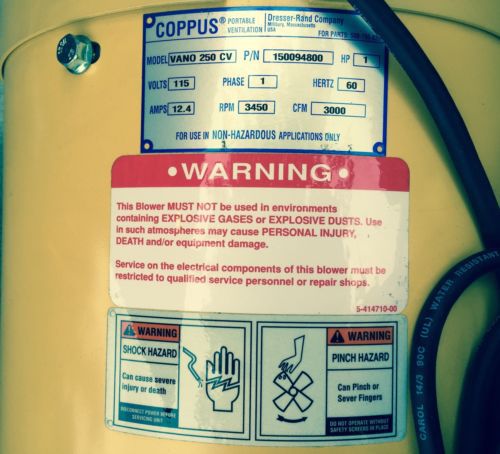 COPPUS® PORTABLE VENTILATION
Dresser-Rand Company
Millbury, Massachusetts
USA
FOR PARTS:
MODEL VANO 250 CV P/N 150094800 HP 1
VOLTS 115 PHASE 1 HERTZ 60
AMPS 12.4 RPM 3450 CFM 3000
FOR USE IN NON-HAZARDOUS APPLICATIONS ONLY
•WARNING•
This Blower MUST NOT be used in environments
containing EXPLOSIVE GASES or EXPLOSIVE DUSTS. Use
in such atmospheres may cause PERSONAL INJURY,
DEATH and/or equipment damage.
Service on the electrical components of this blower must be
restricted to qualified service personnel or repair shops.
5-414710-00
WARNING
SHOCK HAZARD
Can cause severe
injury or death
DISCONNECT POWER BEFORE
SERVICING UNIT
WARNING
PINCH HAZARD
Can Pinch or
Sever Fingers
DO NOT OPERATE WITHOUT
SAFETY SCREENS IN PLACE
CAROL 14/3 90C (UL) WATER RESISTANT